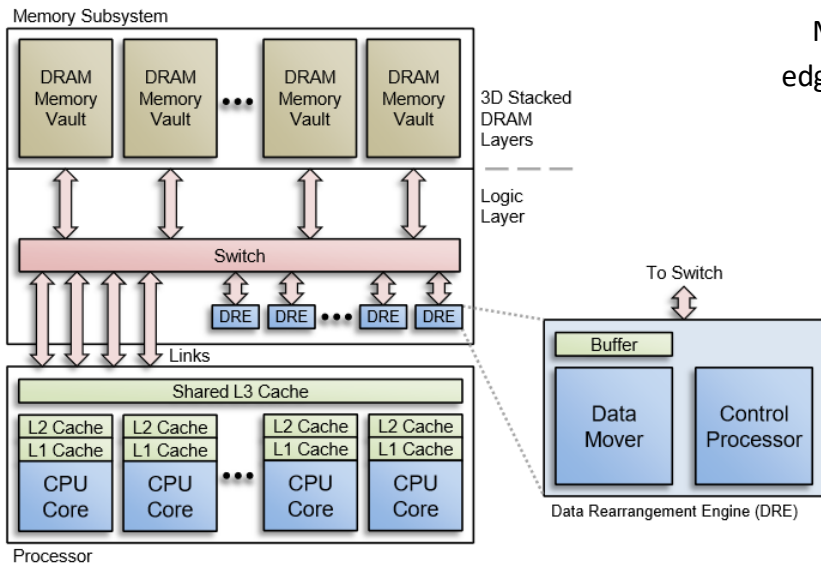 Memory Subsystem
DRAM
Memory
Vault
DRAM
Memory
Vault
DRAM
Memory
Vault
DRAM
Memory
Vault
3D Stacked
DRAM
Layers
Logic
Layer
Switch
DRE
DRE
DRE
DRE
Links
Shared L3 Cache
L2 Cache
L1 Cache
CPU
Core
L2 Cache
L1 Cache
CPU
Core
L2 Cache
L1 Cache
CPU
Core
L2 Cache
L1 Cache
CPU
Core
Processor
edg
To Switch
Buffer
Data
Mover
Control
Processor
Data Rearrangement Engine (DRE)